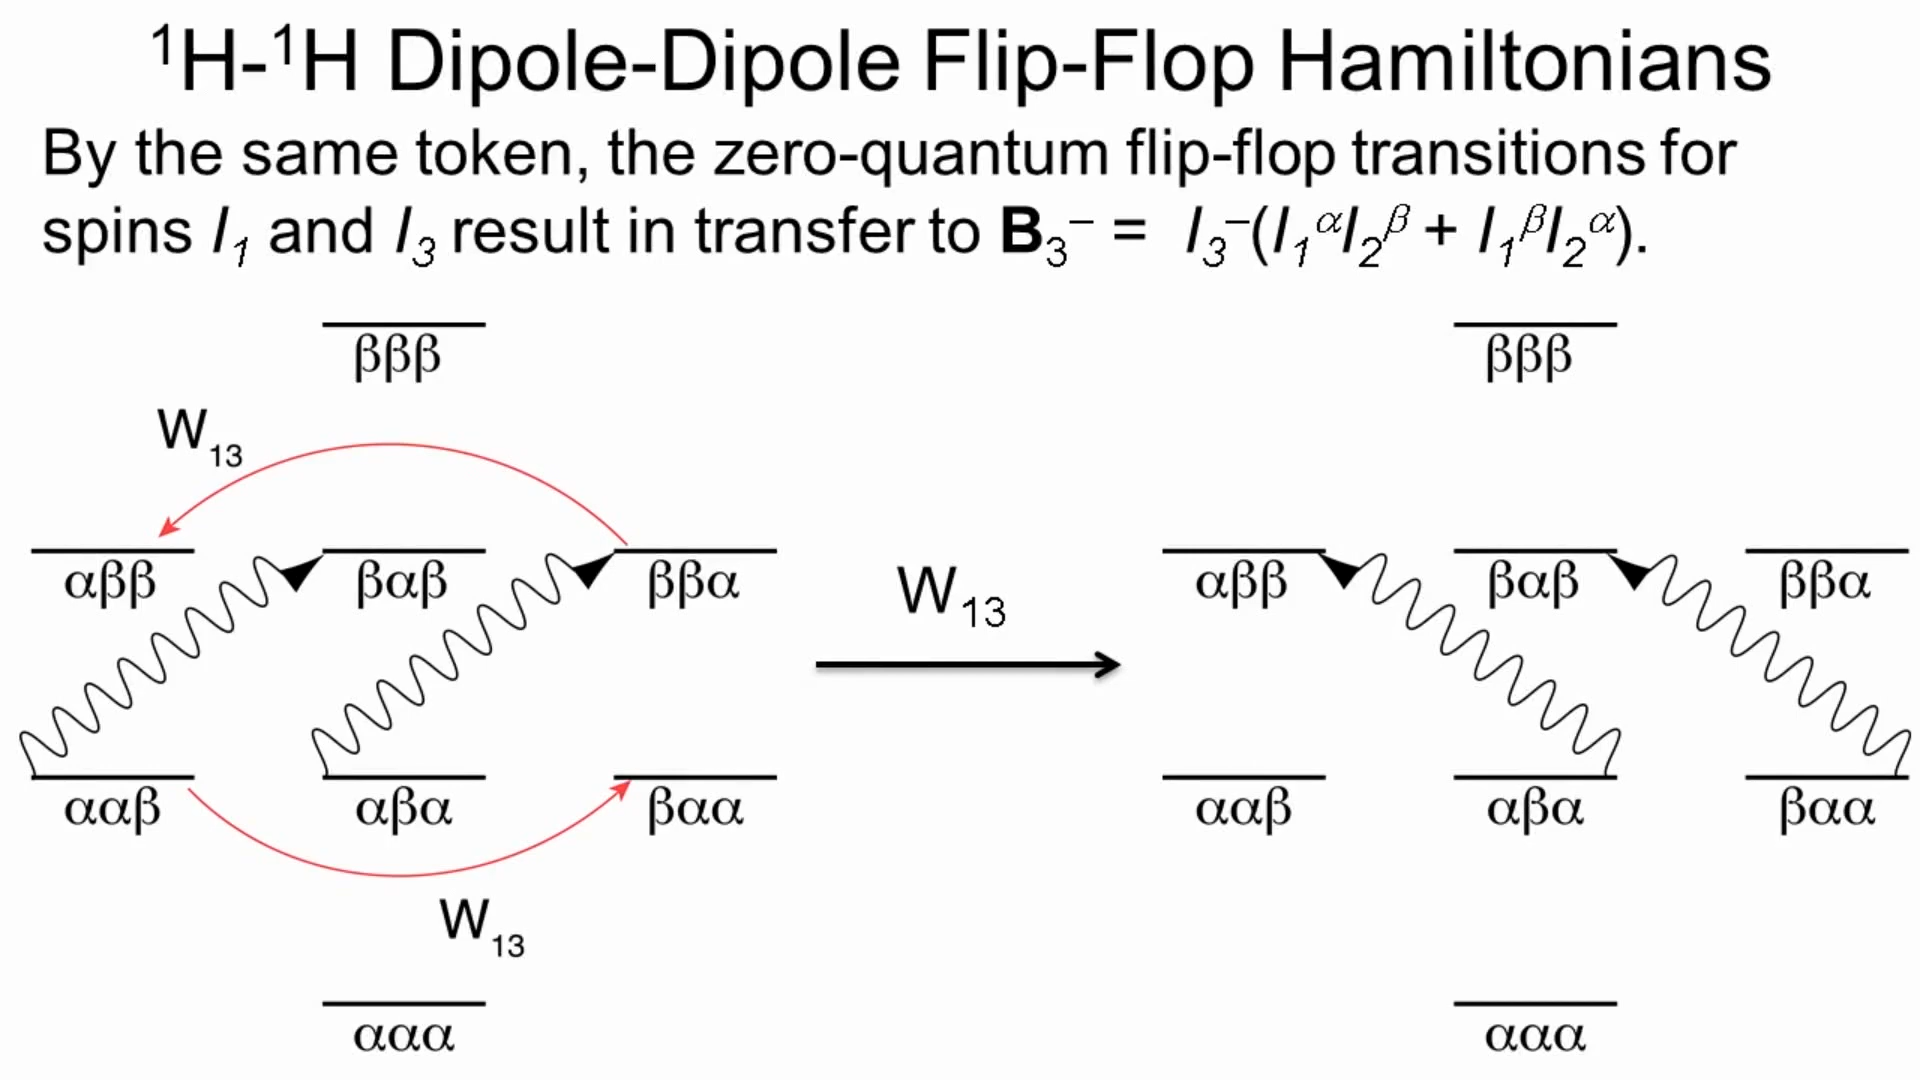 ¹H-¹H Dipole-Dipole Flip-Flop Hamiltonians
By the same token, the zero-quantum flip-flop transitions for
spins I₁ and I₃ result in transfer to B₃⁻ = I₃⁻(I₁ᵅI₂ᵝ + I₁ᵝI₂ᵅ).
βββ βββ
W₁₃
αββ βαβ ββα W₁₃ αββ βαβ ββα
ααβ αβα βαα ααβ αβα βαα
W₁₃
ααα ααα